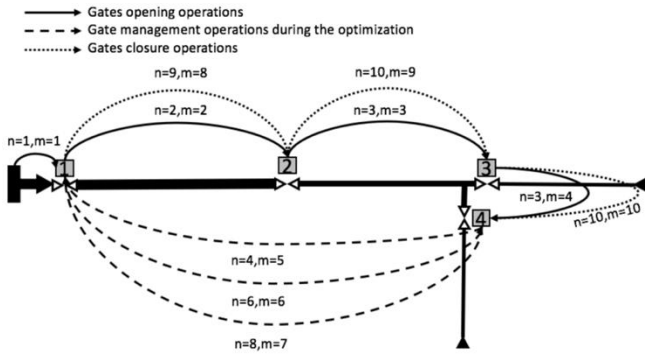 Gates opening operations
Gate management operations during the optimization
Gates closure operations
n=9,m=8
n=10,m=9
n=2,m=2
n=3,m=3
n=1,m=1
1
2
3
n=3,m=4
n=10,m=10
4
n=4,m=5
n=6,m=6
n=8,m=7